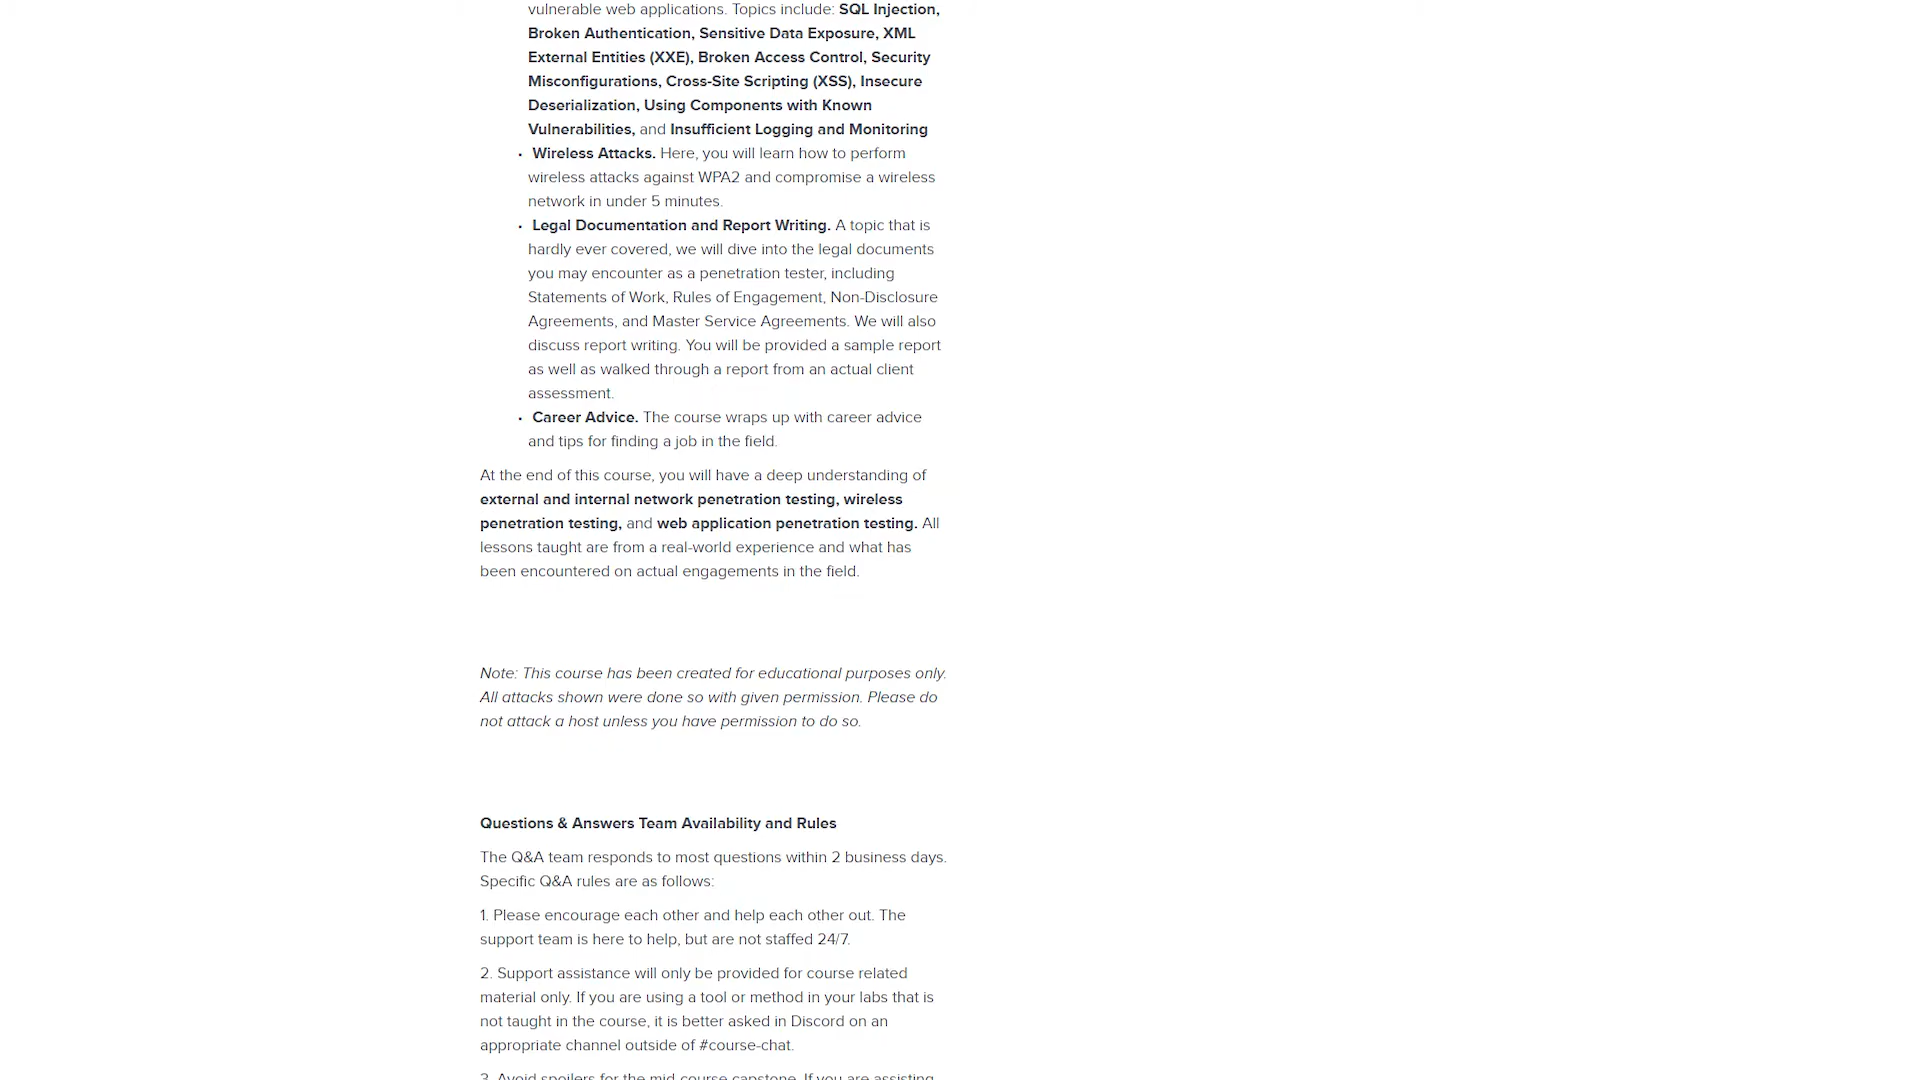 vulnerable web applications. Topics include: SQL Injection,
Broken Authentication, Sensitive Data Exposure, XML
External Entities (XXE), Broken Access Control, Security
Misconfigurations, Cross-Site Scripting (XSS), Insecure
Deserialization, Using Components with Known
Vulnerabilities, and Insufficient Logging and Monitoring
• Wireless Attacks. Here, you will learn how to perform
wireless attacks against WPA2 and compromise a wireless
network in under 5 minutes.
• Legal Documentation and Report Writing. A topic that is
hardly ever covered, we will dive into the legal documents
you may encounter as a penetration tester, including
Statements of Work, Rules of Engagement, Non-Disclosure
Agreements, and Master Service Agreements. We will also
discuss report writing. You will be provided a sample report
as well as walked through a report from an actual client
assessment.
• Career Advice. The course wraps up with career advice
and tips for finding a job in the field.
At the end of this course, you will have a deep understanding of
external and internal network penetration testing, wireless
penetration testing, and web application penetration testing. All
lessons taught are from a real-world experience and what has
been encountered on actual engagements in the field.
Note: This course has been created for educational purposes only.
All attacks shown were done so with given permission. Please do
not attack a host unless you have permission to do so.
Questions & Answers Team Availability and Rules
The Q&A team responds to most questions within 2 business days.
Specific Q&A rules are as follows:
1. Please encourage each other and help each other out. The
support team is here to help, but are not staffed 24/7.
2. Support assistance will only be provided for course related
material only. If you are using a tool or method in your labs that is
not taught in the course, it is better asked in Discord on an
appropriate channel outside of #course-chat.
3. Avoid spoilers for the mid-course capstone. If you are assisting